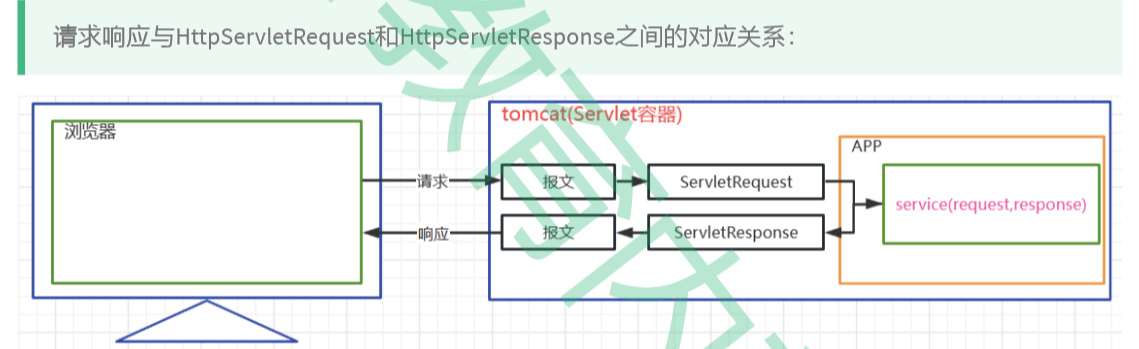 请求响应与HttpServletRequest和HttpServletResponse之间的对应关系：
tomcat(Servlet容器)
浏览器
APP
请求
报文
ServletRequest
service(request,response)
响应
报文
ServletResponse
教育内